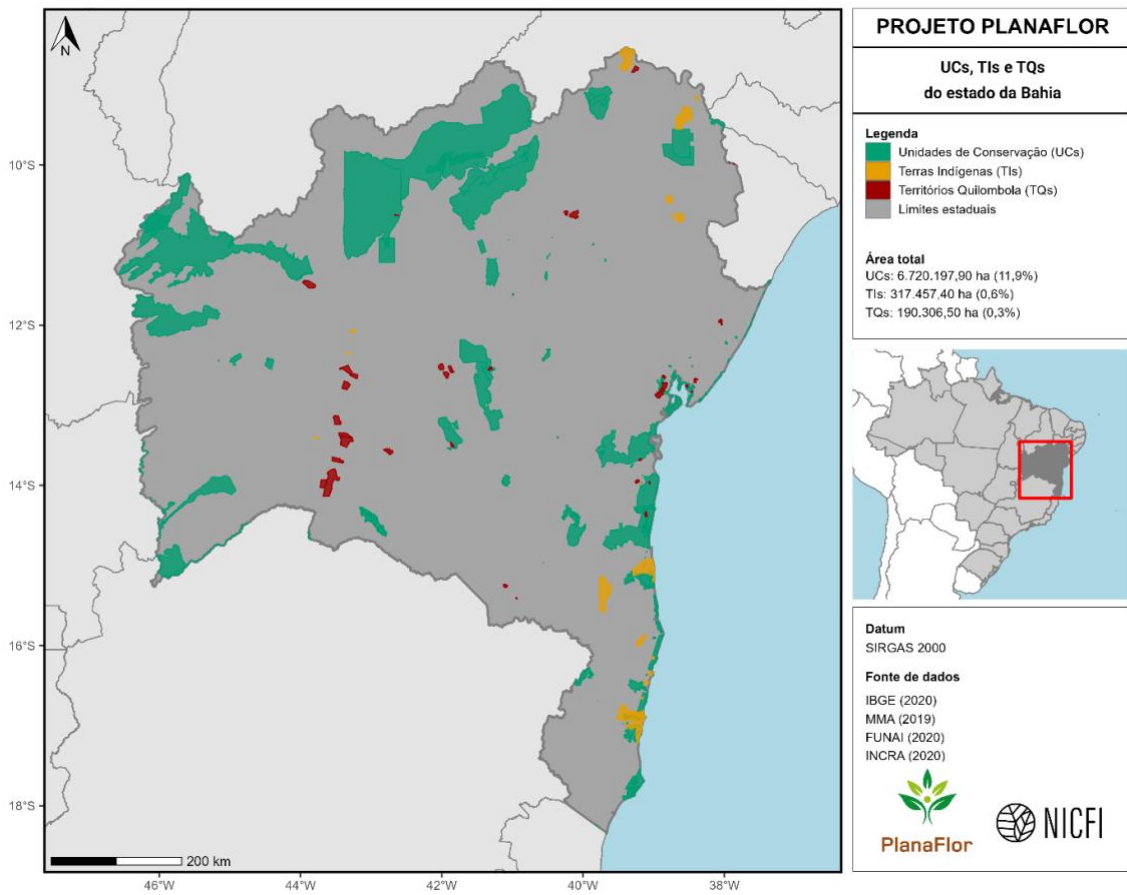 PROJETO PLANAFLOR
UCs, TIs e TQs
do estado da Bahia
Legenda
Unidades de Conservação (UCs)
Terras Indígenas (TIs)
Territórios Quilombola (TQs)
Limites estaduais
Área total
UCs: 6.720.197,90 ha (11,9%)
TIs: 317.457,40 ha (0,6%)
TQs: 190.306,50 ha (0,3%)
Datum
SIRGAS 2000
Fonte de dados
IBGE (2020)
MMA (2019)
FUNAI (2020)
INCRA (2020)
PlanaFlor
NICFI
N
10°S
12°S
14°S
16°S
18°S
200 km
46°W
44°W
42°W
40°W
38°W